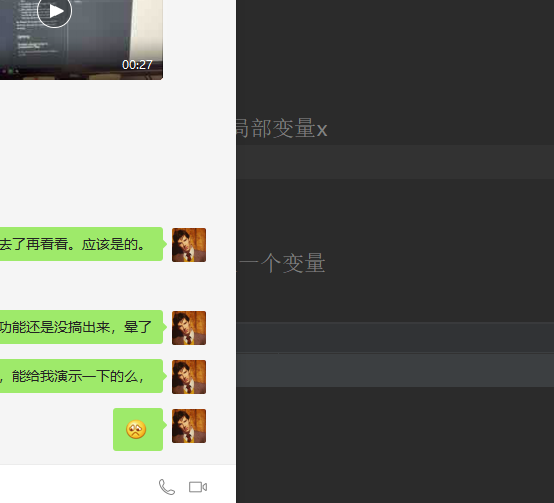 00:27
局部变量x
去了再看看。应该是的。
一个变量
功能还是没搞出来，晕了
，能给我演示一下的么，